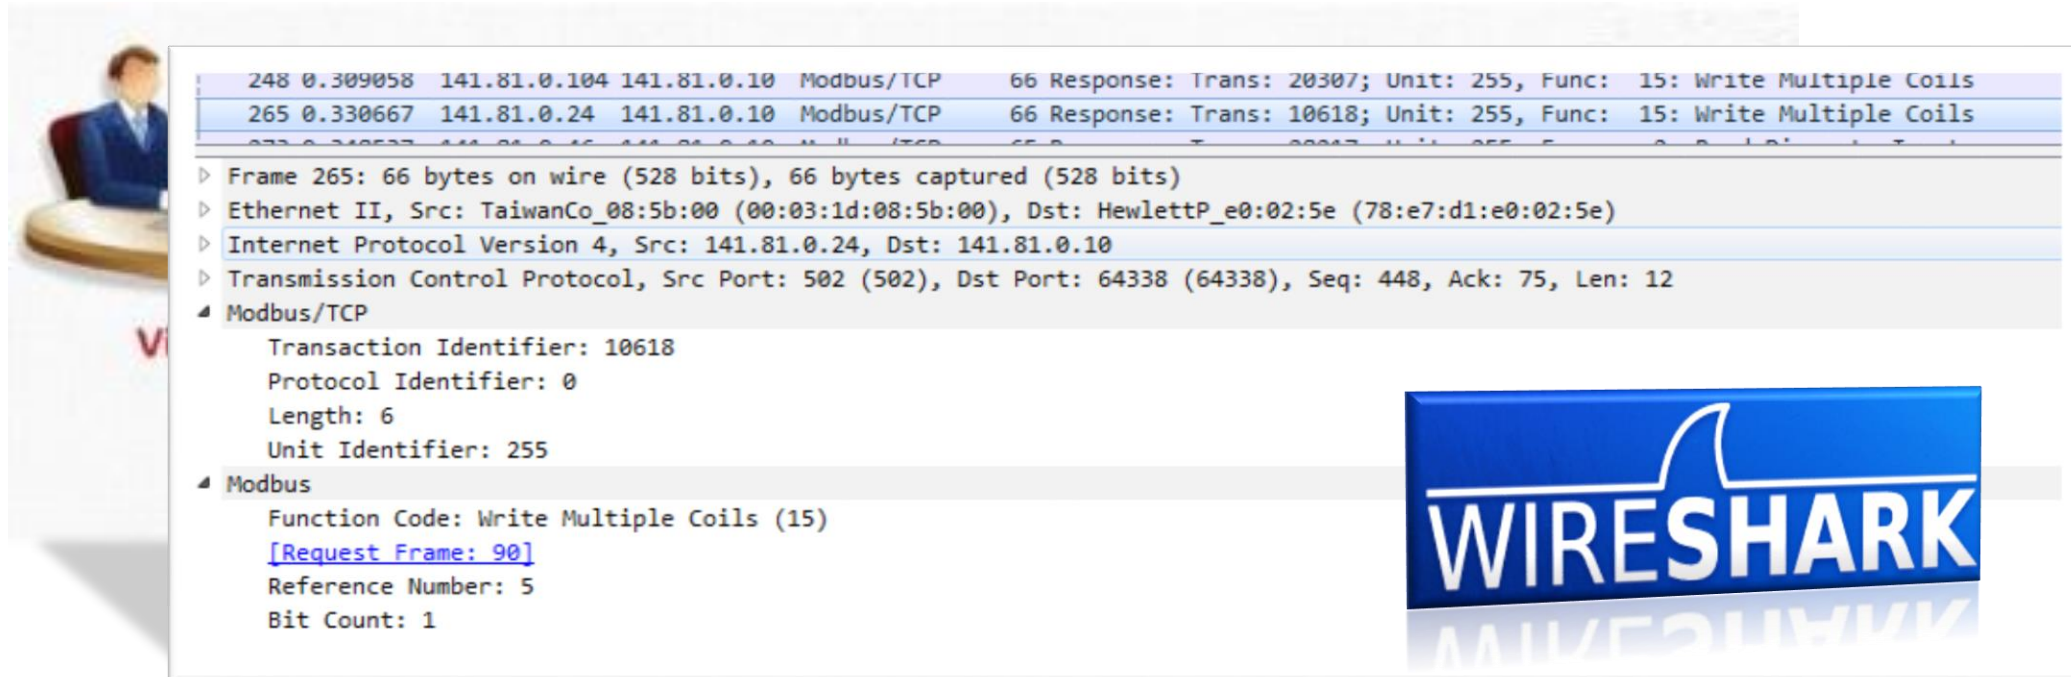 248 0.309058 141.81.0.104 141.81.0.10 Modbus/TCP 66 Response: Trans: 20307; Unit: 255, Func: 15: Write Multiple Coils
265 0.330667 141.81.0.24 141.81.0.10 Modbus/TCP 66 Response: Trans: 10618; Unit: 255, Func: 15: Write Multiple Coils
Frame 265: 66 bytes on wire (528 bits), 66 bytes captured (528 bits)
Ethernet II, Src: TaiwanCo_08:5b:00 (00:03:1d:08:5b:00), Dst: HewlettP_e0:02:5e (78:e7:d1:e0:02:5e)
Internet Protocol Version 4, Src: 141.81.0.24, Dst: 141.81.0.10
Transmission Control Protocol, Src Port: 502 (502), Dst Port: 64338 (64338), Seq: 448, Ack: 75, Len: 12
Modbus/TCP
Transaction Identifier: 10618
Protocol Identifier: 0
Length: 6
Unit Identifier: 255
Modbus
Function Code: Write Multiple Coils (15)
[Request Frame: 90]
Reference Number: 5
Bit Count: 1
WIRESHARK